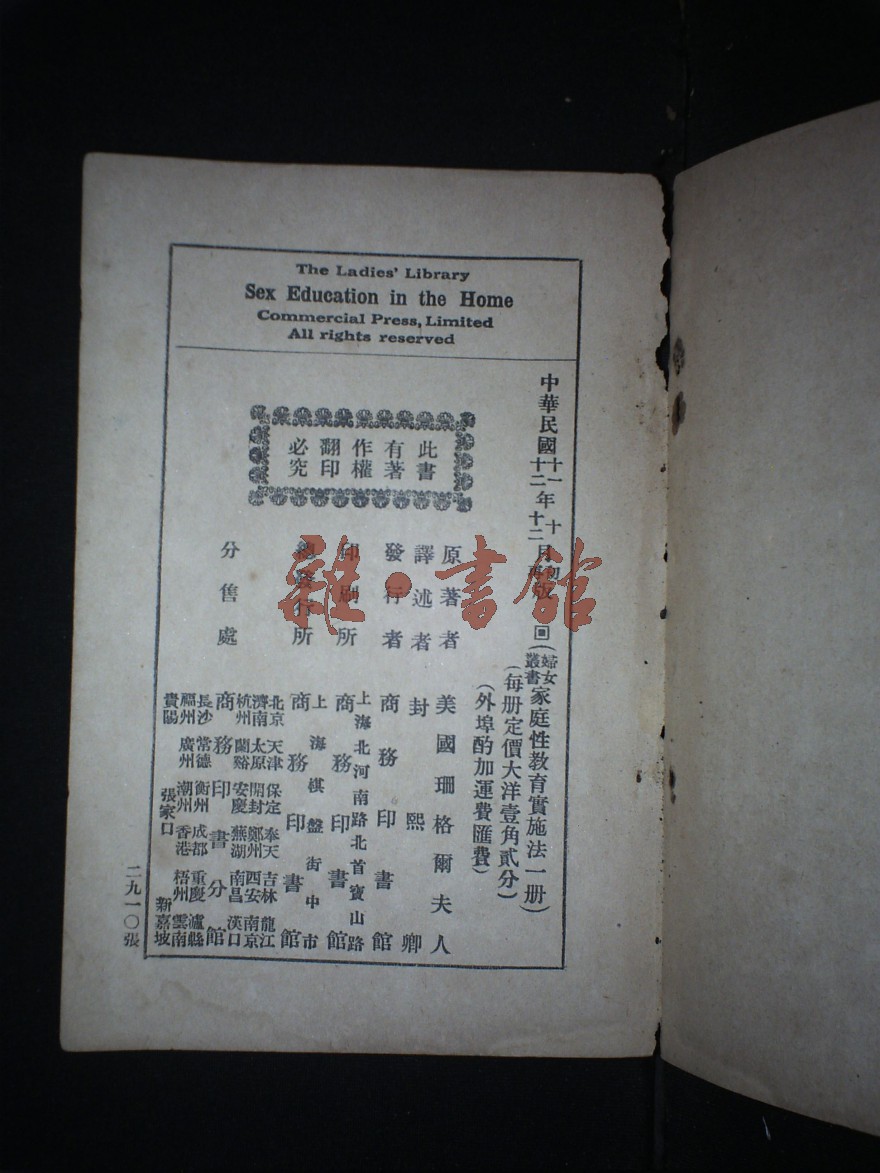 The Ladies' Library
Sex Education in the Home
Commercial Press, Limited
All rights reserved
中華民國十一年十月初版
十二年十二月再版
回(婦女叢書家庭性教育實施法一册)
(每册定價大洋壹角貳分)
(外埠酌加運費匯費)
此書
有著
作權
翻印
必究
原著者 美國珊格爾夫人
譯述者 封熙卿
發行者 商務印書館
印刷所 上海北河南路北首寶山路
商務印書館
總發行所 上海棋盤街中市
商務印書館
分售處 北京 天津 保定 奉天 吉林 龍江
濟南 太原 開封 鄭州 西安 南京
杭州 蘭谿 安慶 蕪湖 南昌 漢口
商務印書分館
長沙 常德 衡州 成都 重慶 瀘縣
福州 廣州 潮州 香港 梧州 雲南
貴陽 張家口 新嘉坡
二九一〇張
雜·書館